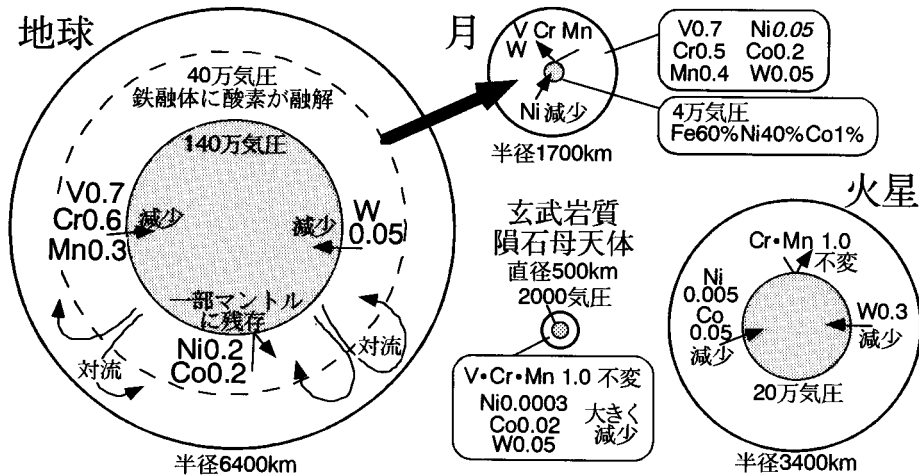 地球
40万気圧
鉄融体に酸素が融解
140万気圧
V0.7
Cr0.6
Mn0.3
減少
減少
W
0.05
一部マントル
に残存
Ni0.2
Co0.2
対流
対流
半径6400km
月
V Cr Mn
W
Ni 減少
半径1700km
V0.7 Ni0.05
Cr0.5 Co0.2
Mn0.4 W0.05
4万気圧
Fe60%Ni40%Co1%
玄武岩質
隕石母天体
直径500km
2000気圧
V•Cr•Mn 1.0 不変
Ni0.0003
Co0.02
W0.05
大きく
減少
火星
Cr•Mn 1.0
不変
Ni
0.005
Co
0.05
減少
W0.3
減少
20万気圧
半径3400km